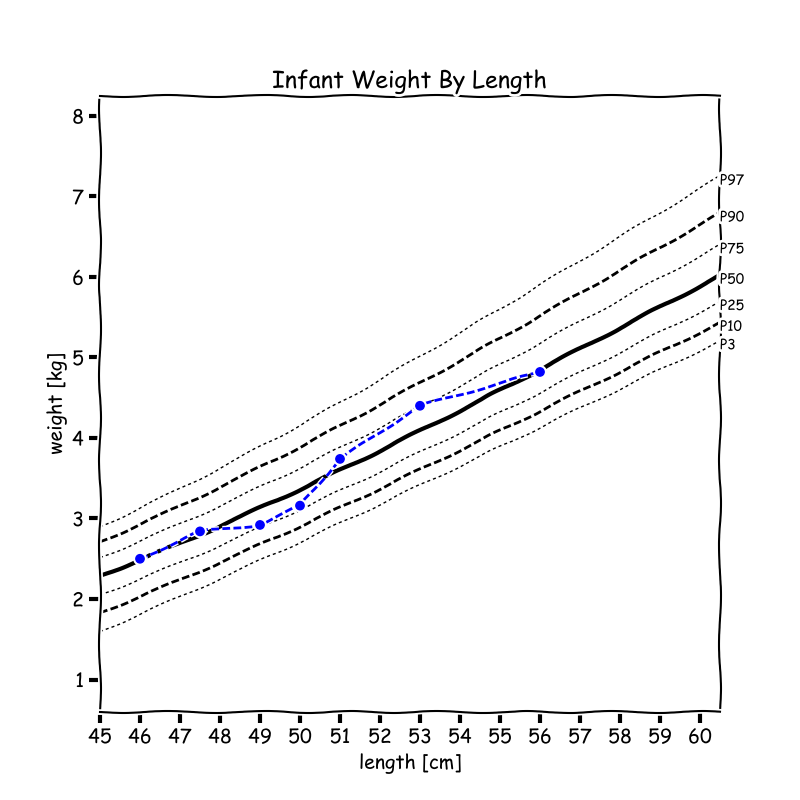 Infant Weight By Length
8
7
6
5
4
3
2
1
weight [kg]
P97
P90
P75
P50
P25
P10
P3
45 46 47 48 49 50 51 52 53 54 55 56 57 58 59 60
length [cm]